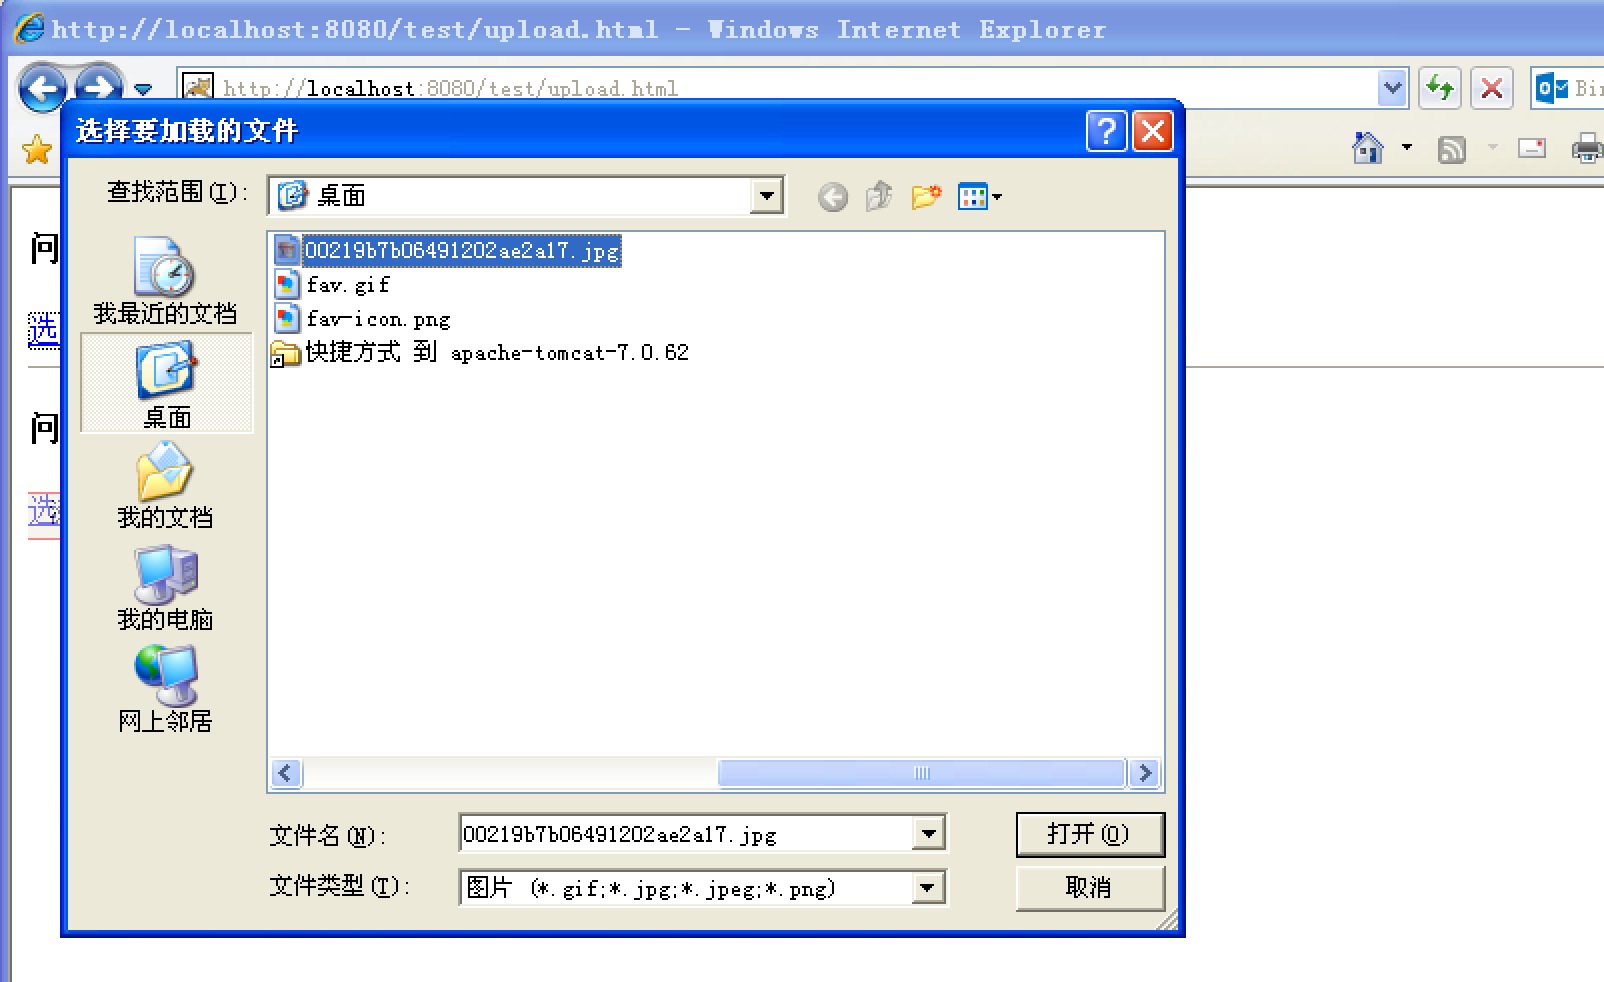 http://localhost:8080/test/upload.html - Windows Internet Explorer
http://localhost:8080/test/upload.html
Bin
选择要加载的文件
查找范围(I):
桌面
00219b7b06491202ae2a17.jpg
fav.gif
fav-icon.png
快捷方式 到 apache-tomcat-7.0.62
我最近的文档
桌面
我的文档
我的电脑
网上邻居
问
选
问
选
文件名(N):
00219b7b06491202ae2a17.jpg
打开(O)
文件类型(T):
图片 (*.gif;*.jpg;*.jpeg;*.png)
取消